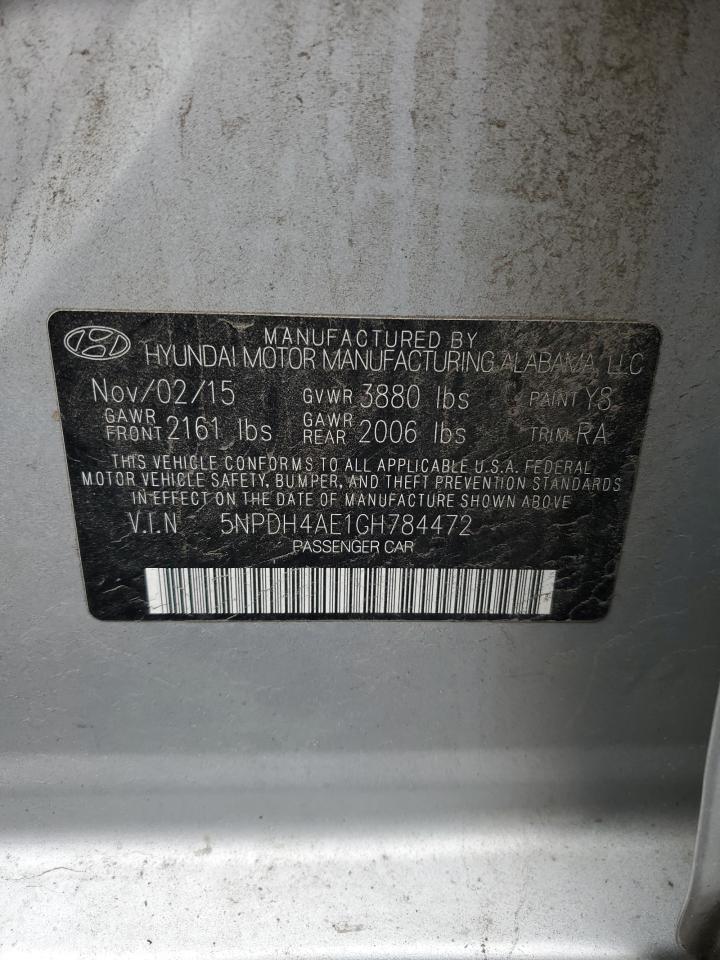 MANUFACTURED BY
HYUNDAI MOTOR MANUFACTURING ALABAMA, LLC
Nov/02/15 GVWR 3880 lbs PAINT Y8
GAWR FRONT 2161 lbs GAWR REAR 2006 lbs TRIM RA
THIS VEHICLE CONFORMS TO ALL APPLICABLE U.S.A. FEDERAL
MOTOR VEHICLE SAFETY, BUMPER, AND THEFT PREVENTION STANDARDS
IN EFFECT ON THE DATE OF MANUFACTURE SHOWN ABOVE
V.I.N 5NPDH4AE1GH784472
PASSENGER CAR